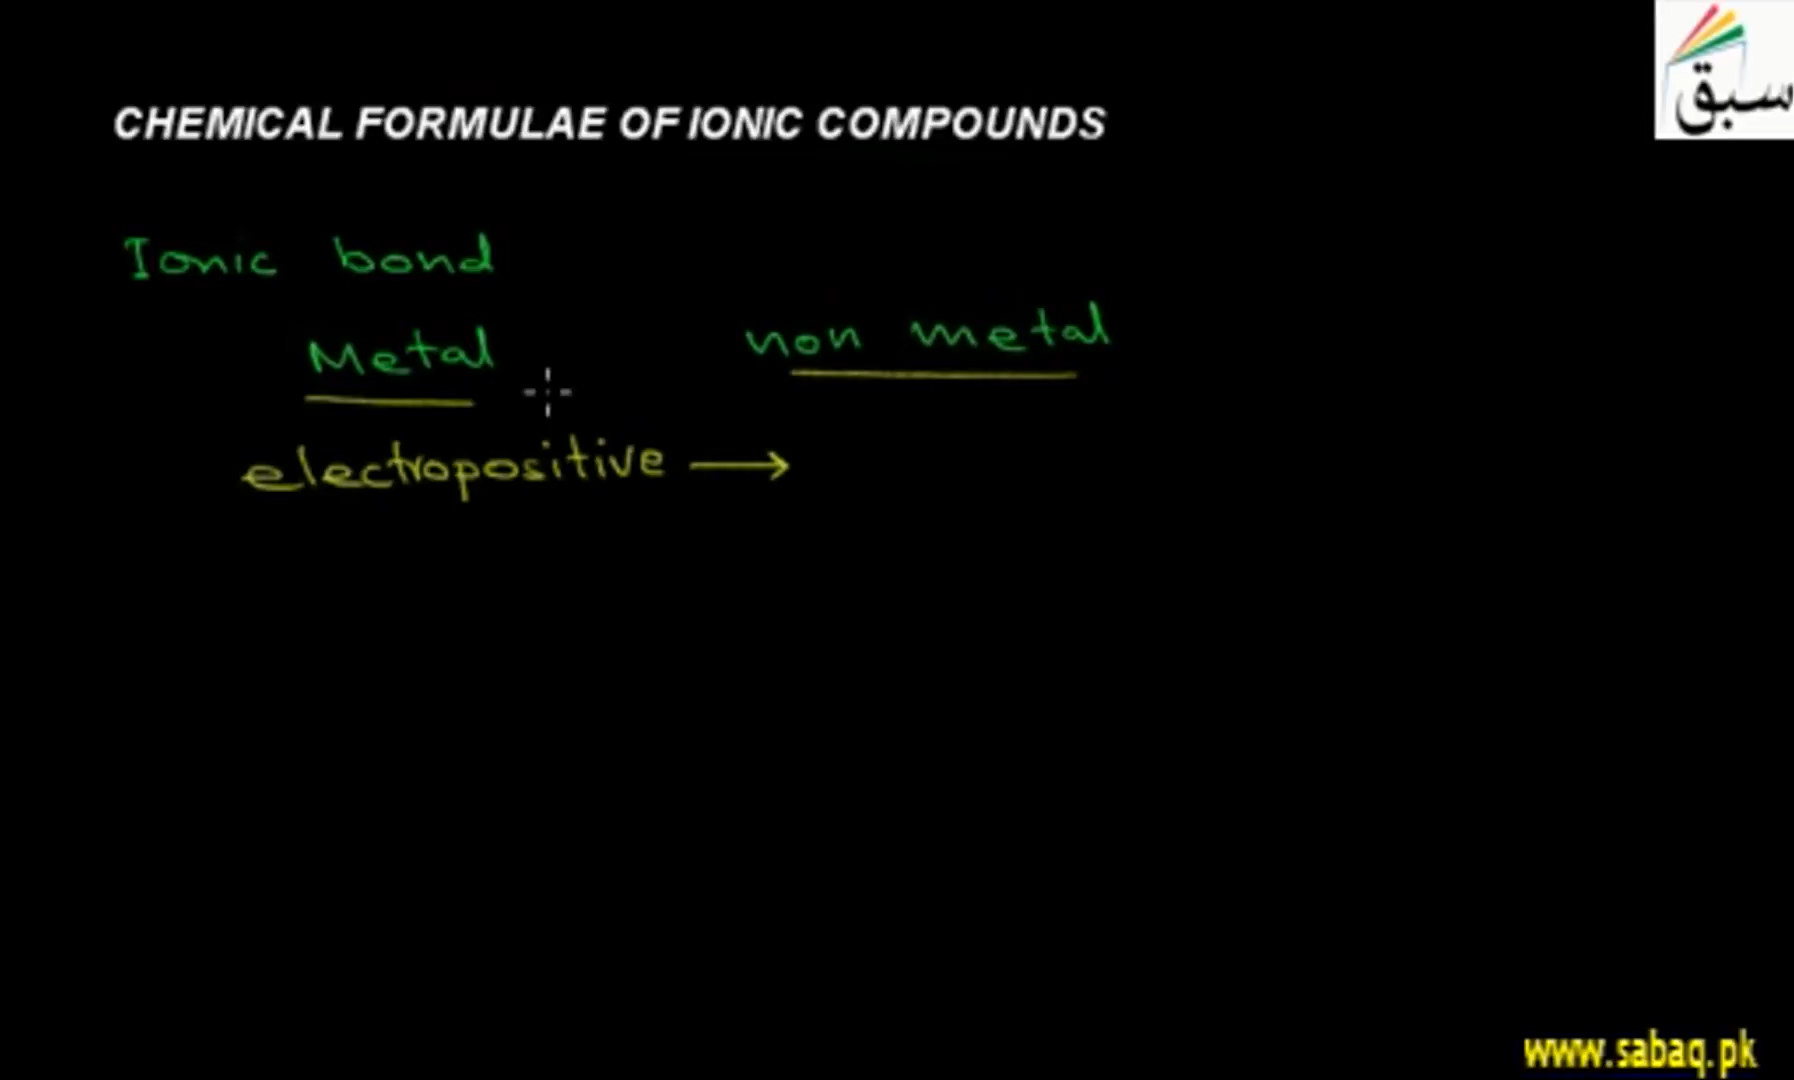 سبق
CHEMICAL FORMULAE OF IONIC COMPOUNDS
Ionic bond
Metal non metal
electropositive →
www.sabaq.pk